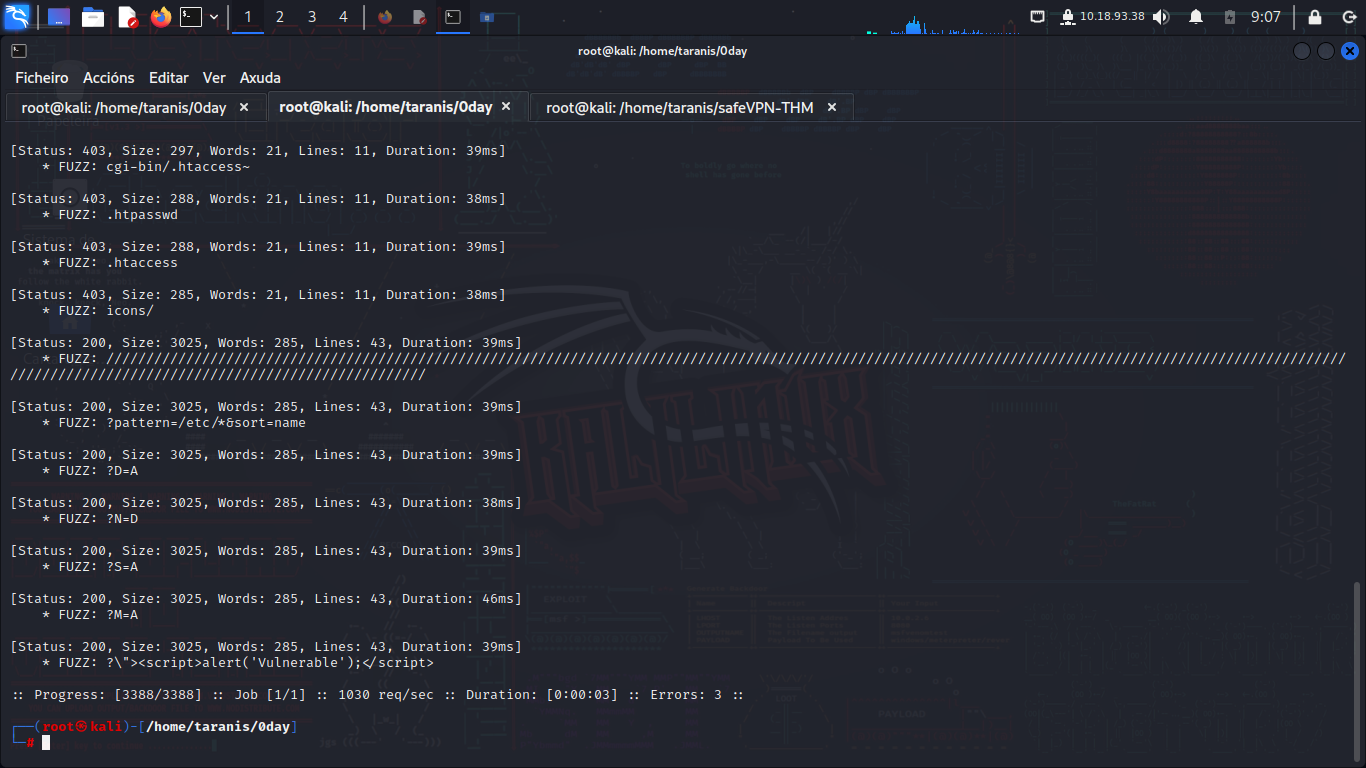 1 2 3 4 10.18.93.38 9:07
root@kali: /home/taranis/0day
Ficheiro Accións Editar Ver Axuda
root@kali: /home/taranis/0day × root@kali: /home/taranis/0day × root@kali: /home/taranis/safeVPN-THM ×
[Status: 403, Size: 297, Words: 21, Lines: 11, Duration: 39ms]
* FUZZ: cgi-bin/.htaccess~
[Status: 403, Size: 288, Words: 21, Lines: 11, Duration: 38ms]
* FUZZ: .htpasswd
[Status: 403, Size: 288, Words: 21, Lines: 11, Duration: 39ms]
* FUZZ: .htaccess
[Status: 403, Size: 285, Words: 21, Lines: 11, Duration: 38ms]
* FUZZ: icons/
[Status: 200, Size: 3025, Words: 285, Lines: 43, Duration: 39ms]
* FUZZ: ///////////////////////////////////////////////////////////////////////////////////////////////////////////////////////////////////////////////////////////
////////////////////////////////////////////////////
[Status: 200, Size: 3025, Words: 285, Lines: 43, Duration: 39ms]
* FUZZ: ?pattern=/etc/*&sort=name
[Status: 200, Size: 3025, Words: 285, Lines: 43, Duration: 39ms]
* FUZZ: ?D=A
[Status: 200, Size: 3025, Words: 285, Lines: 43, Duration: 38ms]
* FUZZ: ?N=D
[Status: 200, Size: 3025, Words: 285, Lines: 43, Duration: 39ms]
* FUZZ: ?S=A
[Status: 200, Size: 3025, Words: 285, Lines: 43, Duration: 46ms]
* FUZZ: ?M=A
[Status: 200, Size: 3025, Words: 285, Lines: 43, Duration: 39ms]
* FUZZ: ?\"><script>alert('Vulnerable');</script>
:: Progress: [3388/3388] :: Job [1/1] :: 1030 req/sec :: Duration: [0:00:03] :: Errors: 3 ::
┌──(root㉿kali)-[/home/taranis/0day]
└─#
KALI LINUX